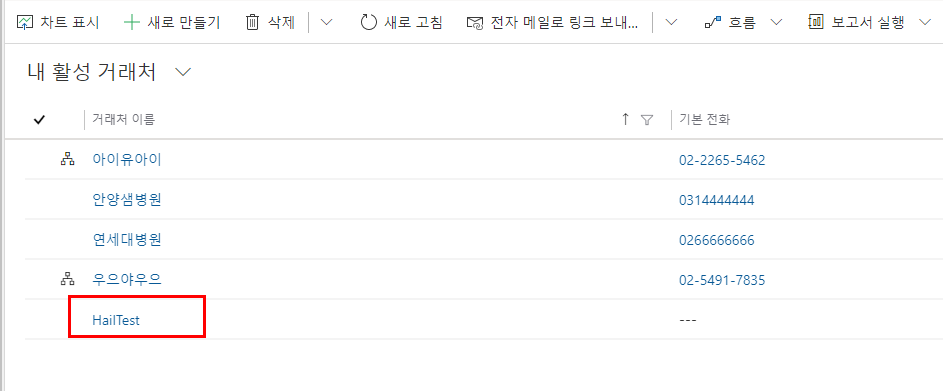 차트 표시 새로 만들기 삭제 새로 고침 전자 메일로 링크 보내... 흐름 보고서 실행
내 활성 거래처
거래처 이름 기본 전화
아이유아이 02-2265-5462
안양샘병원 0314444444
연세대병원 0266666666
우으야우으 02-5491-7835
HailTest ---